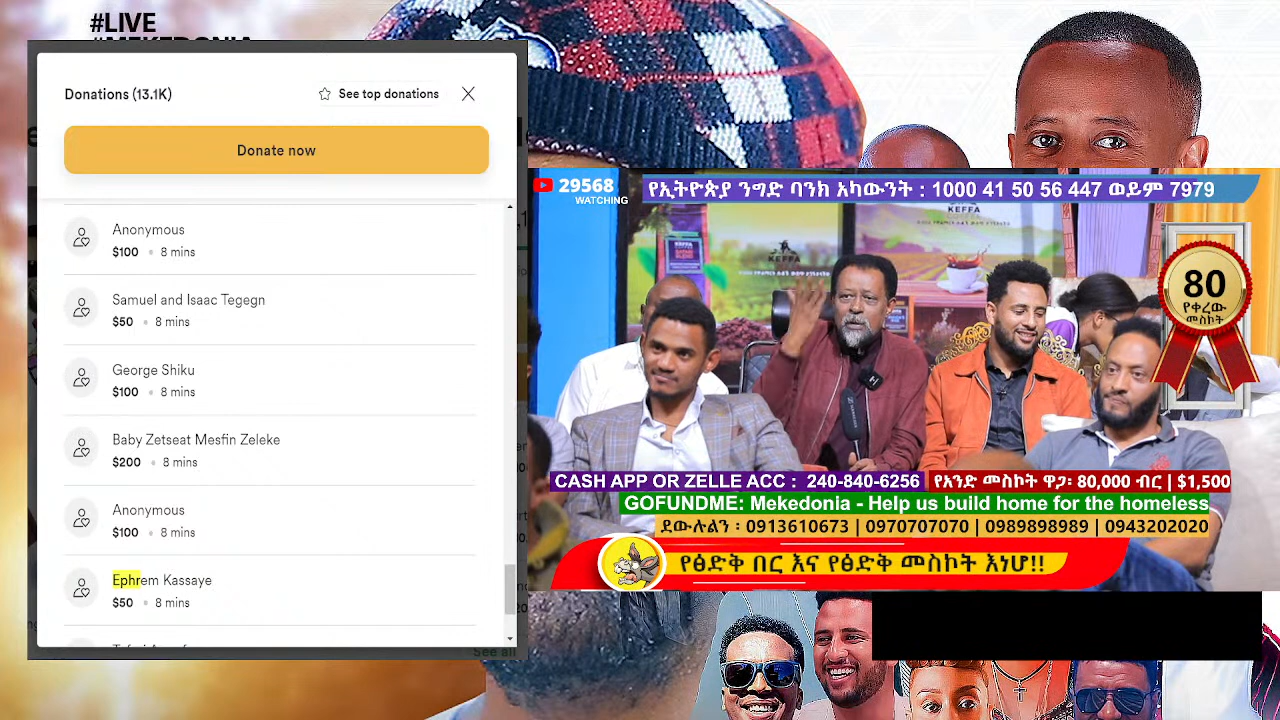 #LIVE
#MEKEDONIA
Donations (13.1K)
See top donations
Donate now
Anonymous
$100 • 8 mins
Samuel and Isaac Tegegn
$50 • 8 mins
George Shiku
$100 • 8 mins
Baby Zetseat Mesfin Zeleke
$200 • 8 mins
Anonymous
$100 • 8 mins
Ephrem Kassaye
$50 • 8 mins
See all
29568
WATCHING
የኢትዮጵያ ንግድ ባንክ አካውንት : 1000 41 50 56 447 ወይም 7979
KEFFA
KEFFA
80
የቀረው
መስኮት
CASH APP OR ZELLE ACC : 240-840-6256
የአንድ መስኮት ዋጋ፡ 80,000 ብር | $1,500
GOFUNDME: Mekedonia - Help us build home for the homeless
ደውሉልን ፡ 0913610673 | 0970707070 | 0989898989 | 0943202020
የፅድቅ በር እና የፅድቅ መስኮት እነሆ!!